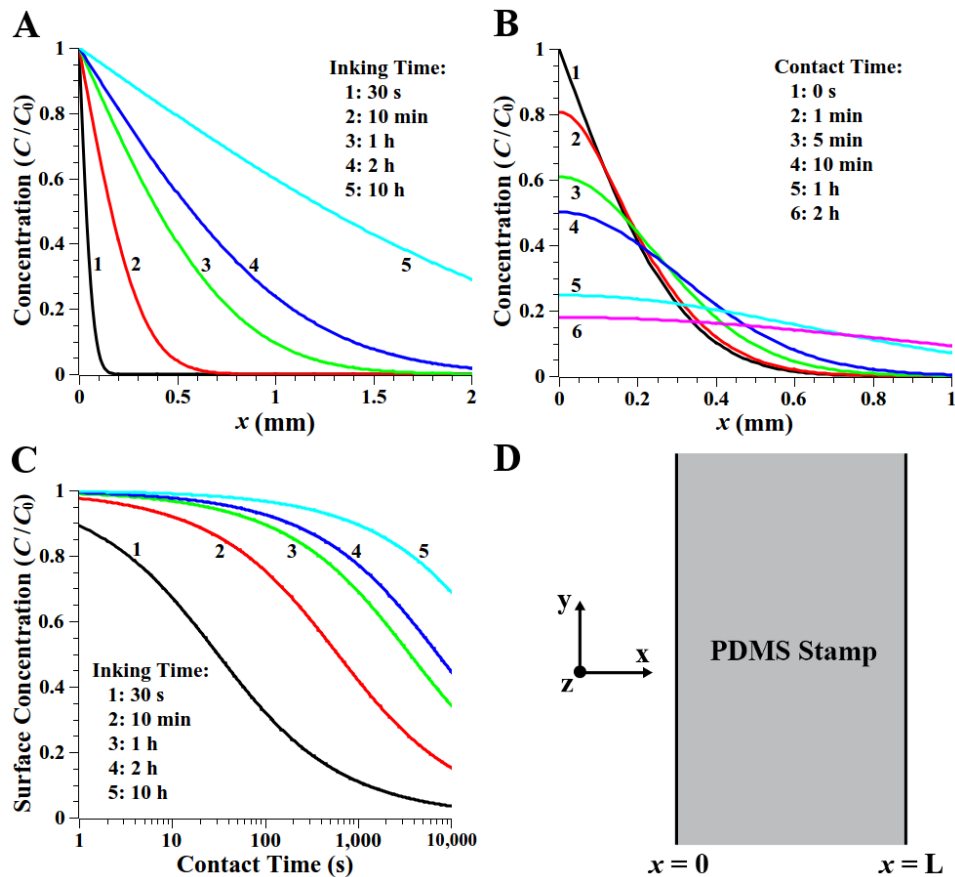 A
Concentration (C/C0)
1
0.8
0.6
0.4
0.2
0
0
0.5
1
1.5
2
x (mm)
Inking Time:
1: 30 s
2: 10 min
3: 1 h
4: 2 h
5: 10 h
1
2
3
4
5
B
Concentration (C/C0)
1
0.8
0.6
0.4
0.2
0
0
0.2
0.4
0.6
0.8
1
x (mm)
Contact Time:
1: 0 s
2: 1 min
3: 5 min
4: 10 min
5: 1 h
6: 2 h
1
2
3
4
5
6
C
Surface Concentration (C/C0)
1
0.8
0.6
0.4
0.2
0
1
10
100
1,000
10,000
Contact Time (s)
Inking Time:
1: 30 s
2: 10 min
3: 1 h
4: 2 h
5: 10 h
1
2
3
4
5
D
y
x
z
PDMS Stamp
x = 0
x = L